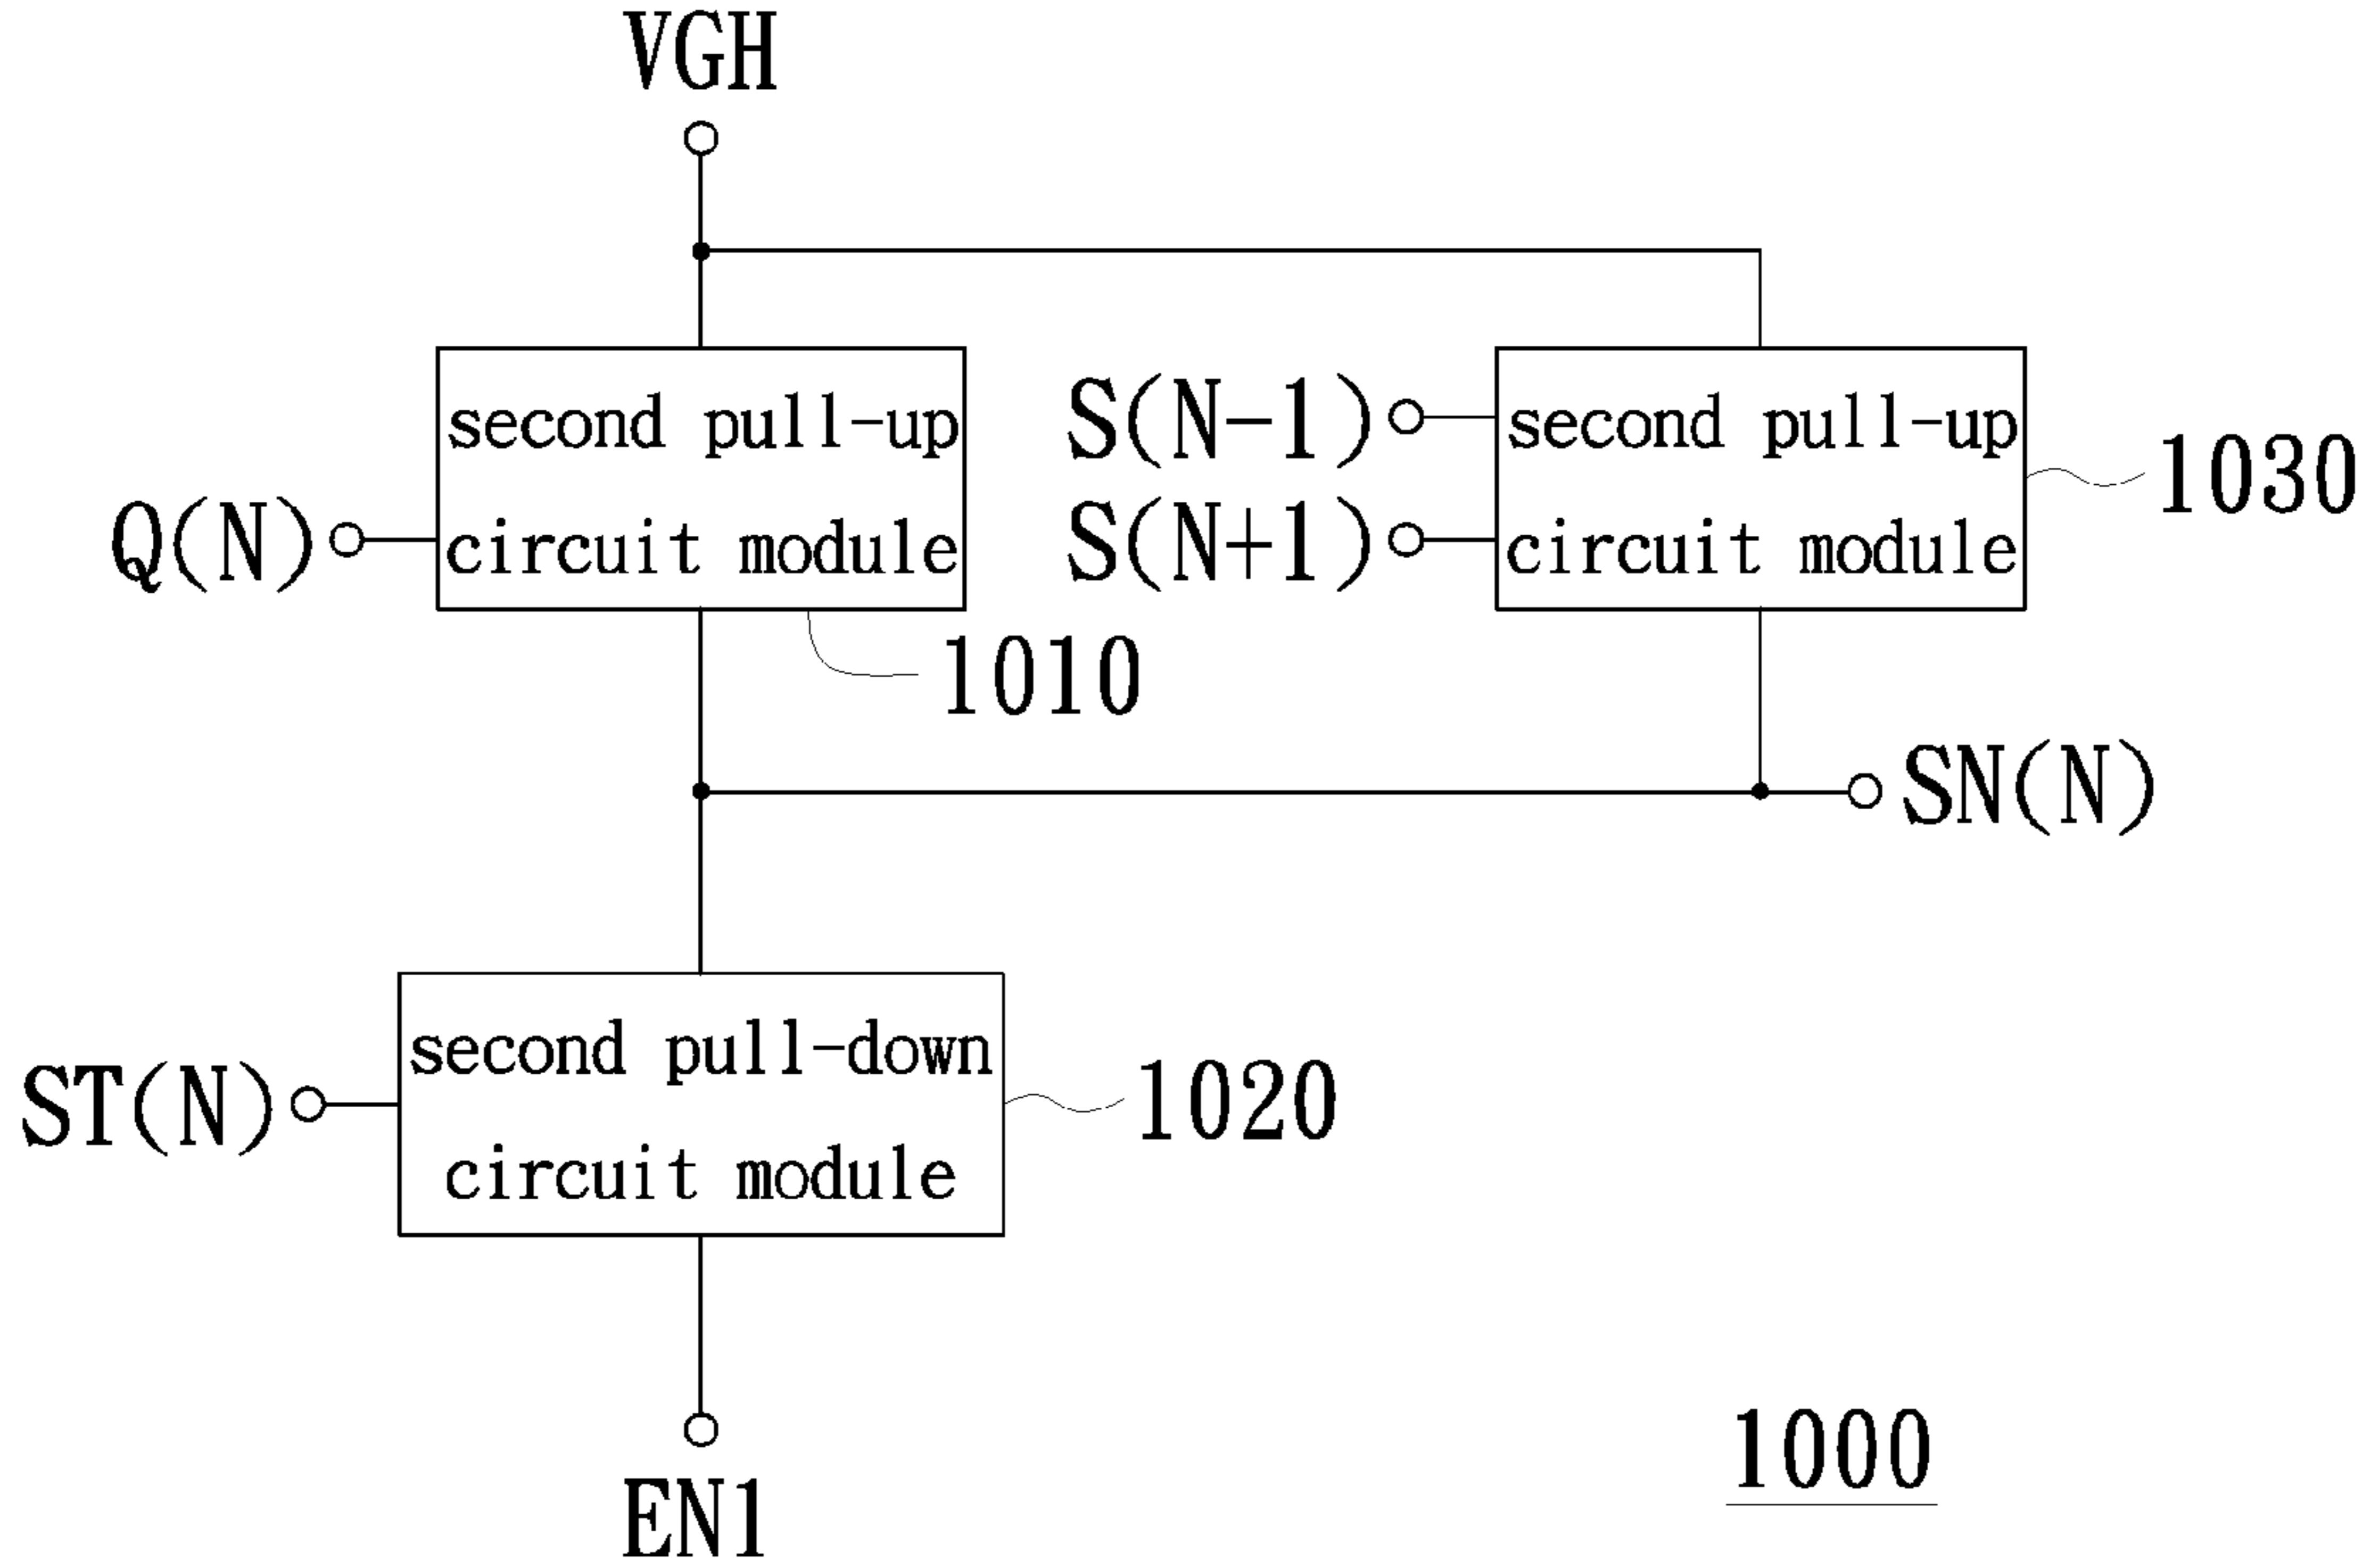 VGH
second pull-up
circuit module
Q(N)
1010
S(N-1)
S(N+1)
second pull-up
circuit module
1030
SN(N)
second pull-down
circuit module
ST(N)
1020
EN1
1000